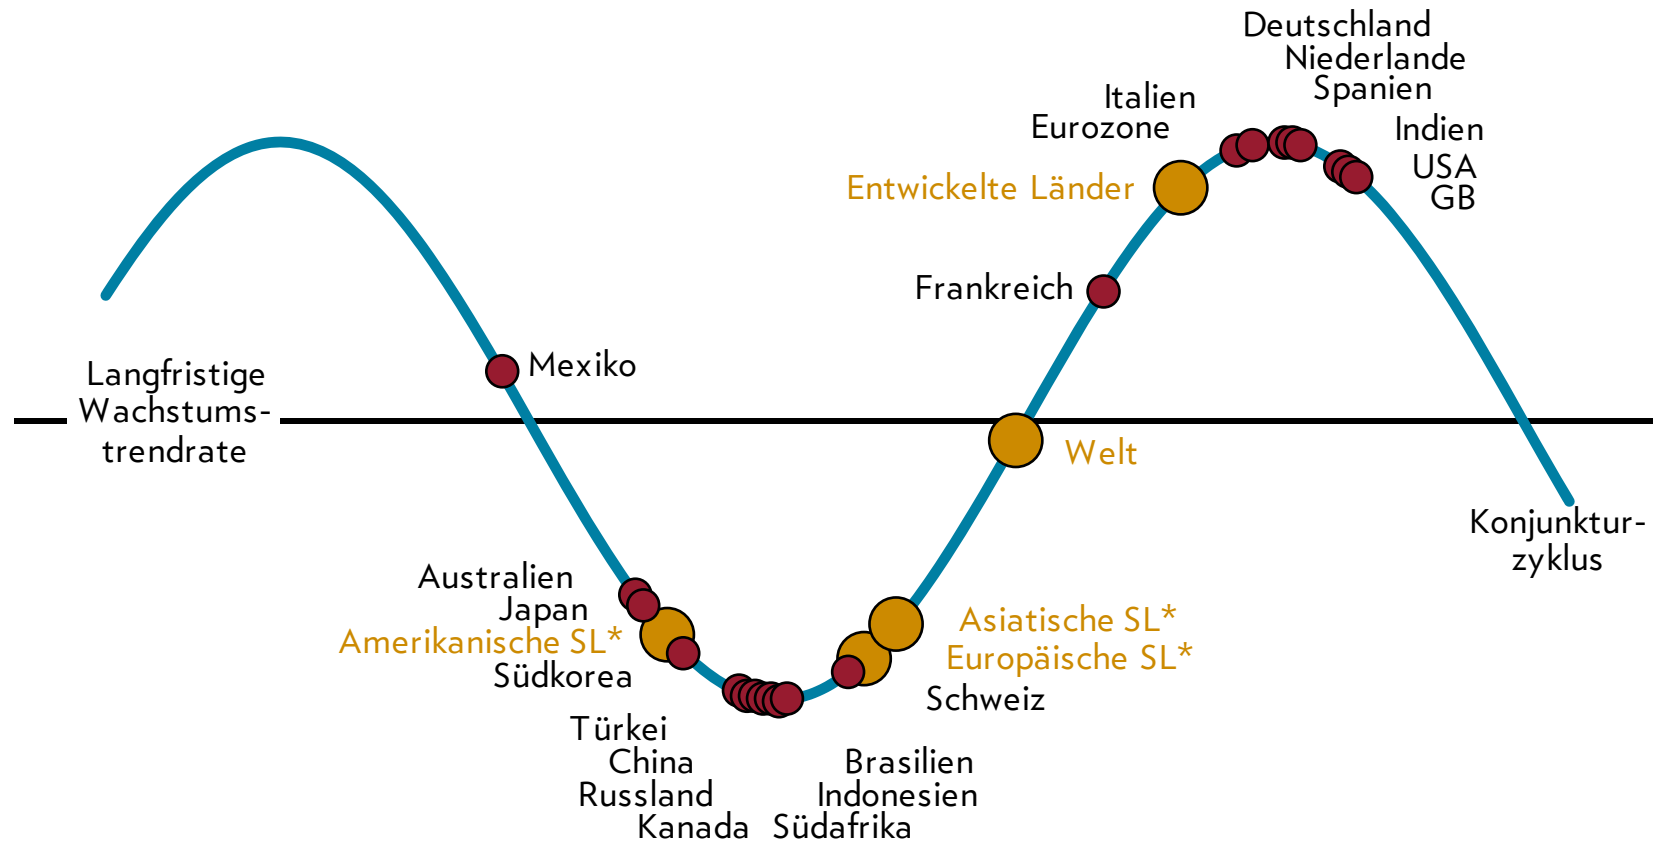 Deutschland
Niederlande
Spanien
Italien
Eurozone
Indien
USA
GB
Entwickelte Länder
Frankreich
Mexiko
Langfristige
Wachstums-
trendrate
Welt
Konjunktur-
zyklus
Australien
Japan
Amerikanische SL*
Südkorea
Asiatische SL*
Europäische SL*
Schweiz
Türkei
China
Russland
Kanada
Brasilien
Indonesien
Südafrika